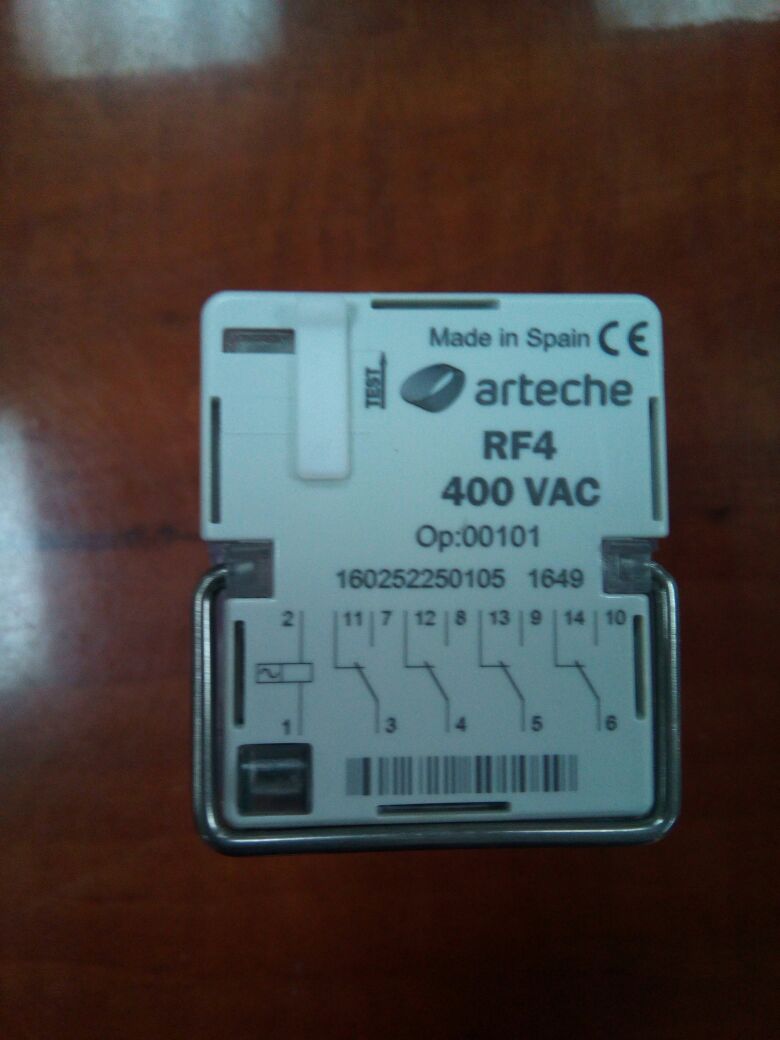 Made in Spain CE
TEST
arteche
RF4
400 VAC
Op:00101
160252250105 1649
2 11 7 12 8 13 9 14 10
1 3 4 5 6